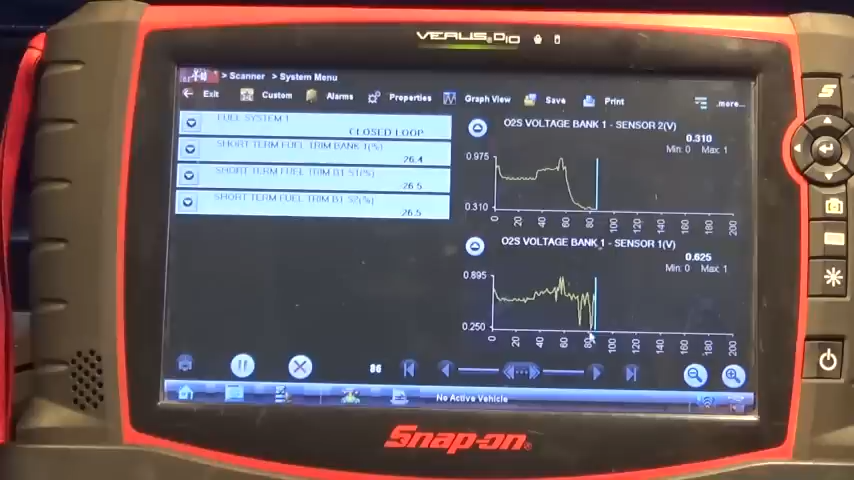 VERUS.PRO
> Scanner > System Menu
Exit Custom Alarms Properties Graph View Save Print ...more...
FUEL SYSTEM 1
CLOSED LOOP
SHORT TERM FUEL TRIM BANK 1(%)
26.4
SHORT TERM FUEL TRIM B1 S1(%)
26.5
SHORT TERM FUEL TRIM B1 S2(%)
26.5
O2S VOLTAGE BANK 1 - SENSOR 2(V)
0.310
Min: 0 Max: 1
0.975
0.310
0 20 40 60 80 100 120 140 160 180 200
O2S VOLTAGE BANK 1 - SENSOR 1(V)
0.625
Min: 0 Max: 1
0.895
0.250
0 20 40 60 80 100 120 140 160 180 200
86
No Active Vehicle
S
Snap-on